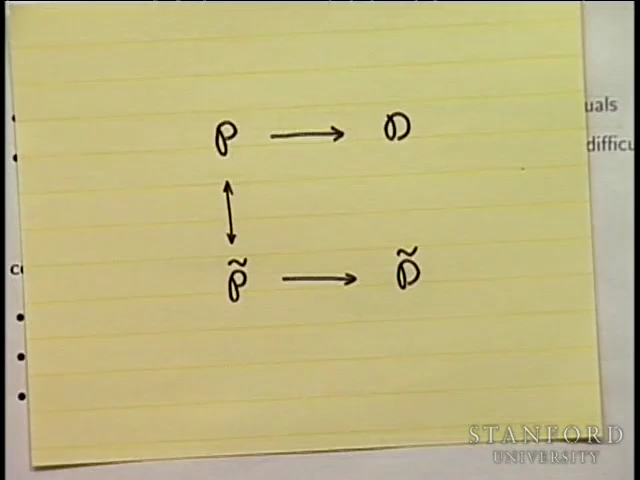 P → D
↕
P̃ → D̃
uals
difficu
c
STANFORD
UNIVERSITY